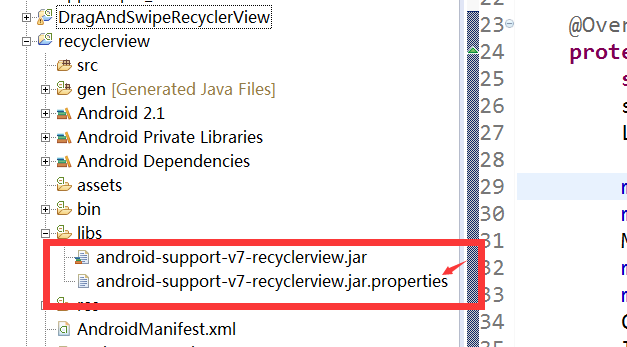 DragAndSwipeRecyclerView
recyclerview
src
gen [Generated Java Files]
Android 2.1
Android Private Libraries
Android Dependencies
assets
bin
libs
android-support-v7-recyclerview.jar
android-support-v7-recyclerview.jar.properties
res
AndroidManifest.xml
22
23 @Over
24 prote
25 s
26 s
27 L
28
29
30
31
32
33
34